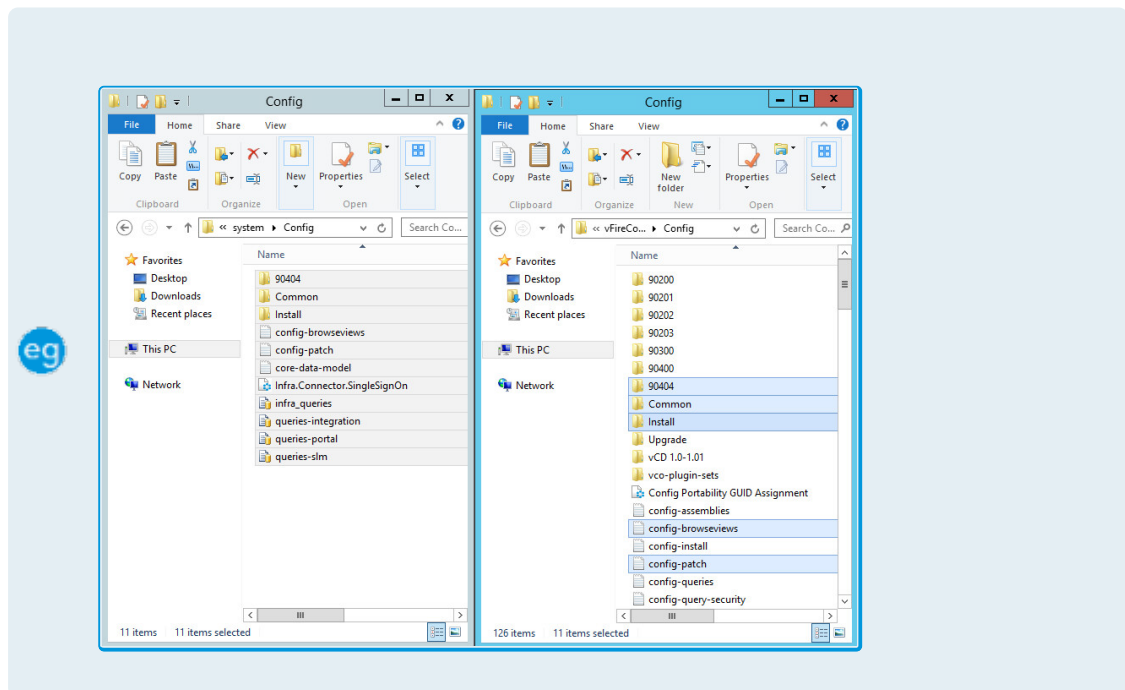 Config
File Home Share View
Copy Paste New Properties Select
Clipboard Organize Open
« system Config Search Co...
Name
Favorites
Desktop
Downloads
Recent places
This PC
Network
90404
Common
Install
config-browseviews
config-patch
core-data-model
Infra.Connector.SingleSignOn
infra_queries
queries-integration
queries-portal
queries-slm
11 items 11 items selected
Config
File Home Share View
Copy Paste New folder Properties Select
Clipboard Organize New Open
« vFireCo... Config Search Co...
Name
Favorites
Desktop
Downloads
Recent places
This PC
Network
90200
90201
90202
90203
90300
90400
90404
Common
Install
Upgrade
vCD 1.0-1.01
vco-plugin-sets
Config Portability GUID Assignment
config-assemblies
config-browseviews
config-install
config-patch
config-queries
config-query-security
126 items 11 items selected
eg